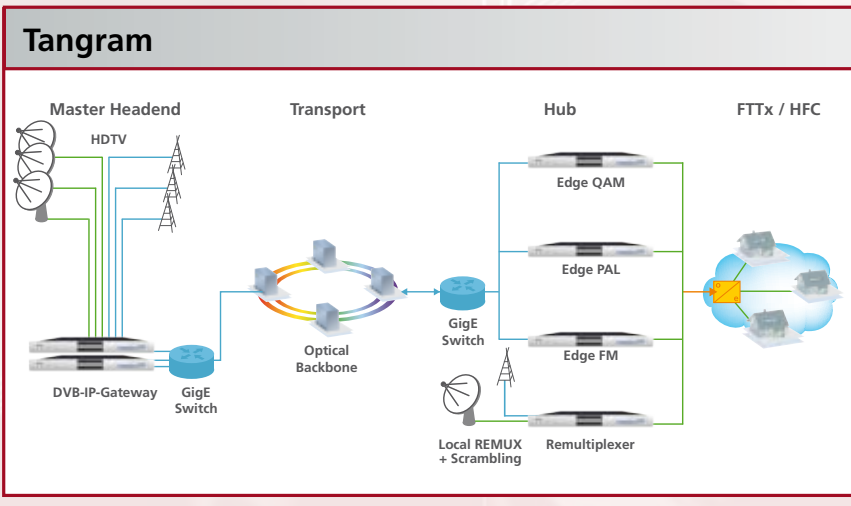 Tangram
Master Headend
Transport
Hub
FTTx / HFC
HDTV
Edge QAM
Edge PAL
GigE
Switch
Edge FM
Optical
Backbone
DVB-IP-Gateway
GigE
Switch
Local REMUX
+ Scrambling
Remultiplexer